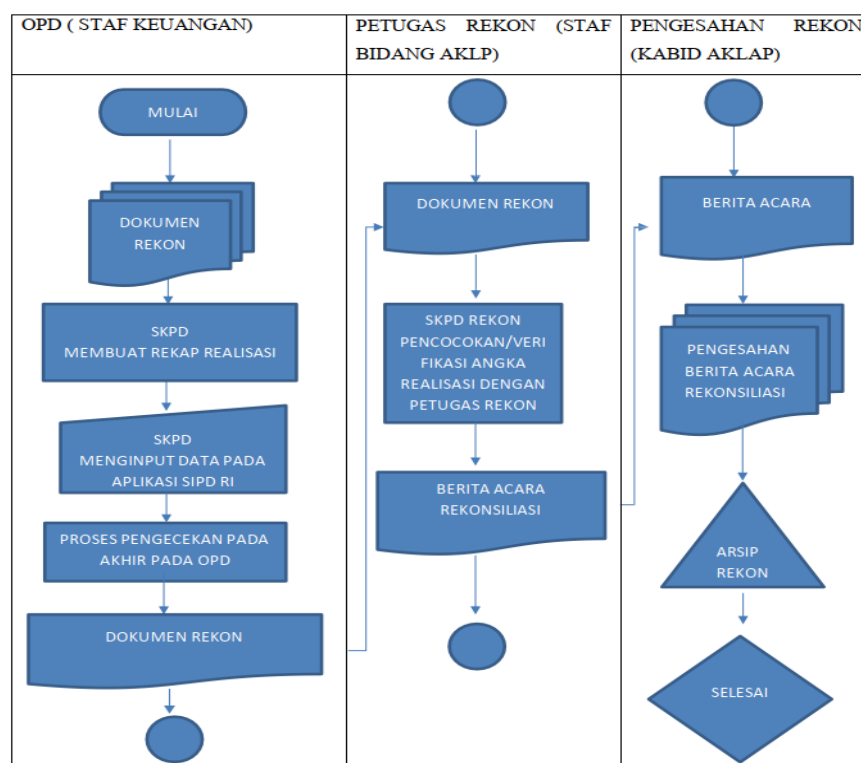 OPD ( STAF KEUANGAN)
MULAI
DOKUMEN
REKON
SKPD
MEMBUAT REKAP REALISASI
SKPD
MENGINPUT DATA PADA
APLIKASI SIPD RI
PROSES PENGECEKAN PADA
AKHIR PADA OPD
DOKUMEN REKON
PETUGAS REKON (STAF
BIDANG AKLP)
DOKUMEN REKON
SKPD REKON
PENCOCOKAN/VERI
FIKASI ANGKA
REALISASI DENGAN
PETUGAS REKON
BERITA ACARA
REKONSILIASI
PENGESAHAN REKON
(KABID AKLAP)
BERITA ACARA
PENGESAHAN
BERITA ACARA
REKONSILIASI
ARSIP
REKON
SELESAI